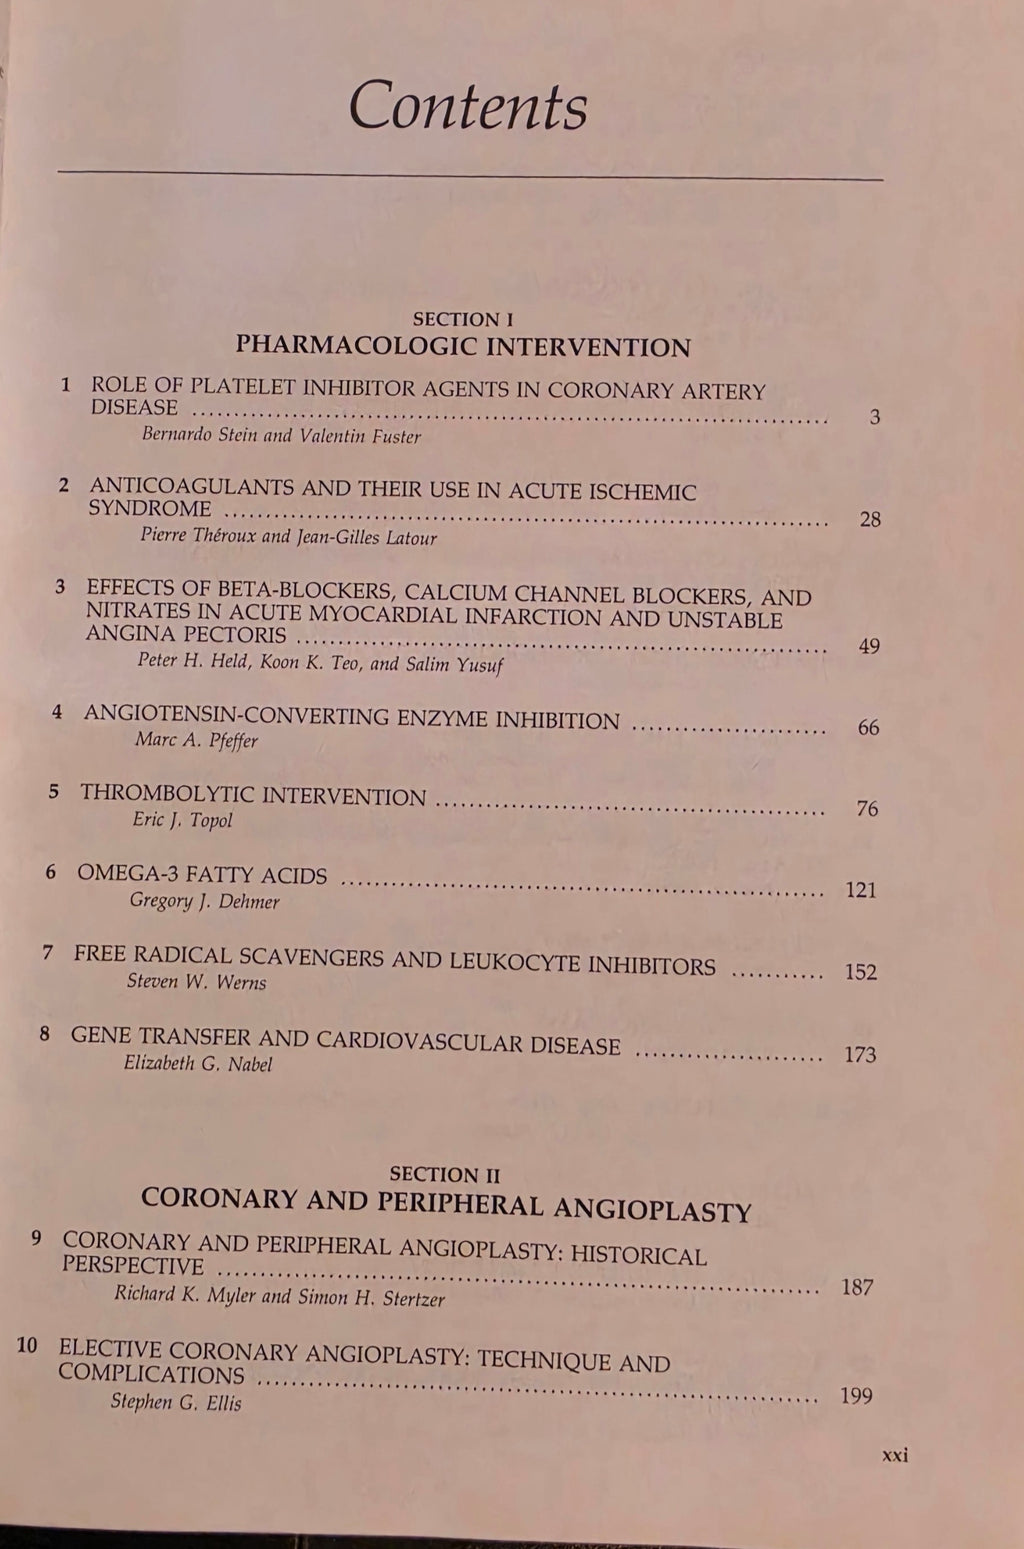 Contents
SECTION I
PHARMACOLOGIC INTERVENTION
1 ROLE OF PLATELET INHIBITOR AGENTS IN CORONARY ARTERY
DISEASE ........................................ 3
Bernardo Stein and Valentin Fuster
2 ANTICOAGULANTS AND THEIR USE IN ACUTE ISCHEMIC
SYNDROME ........................................ 28
Pierre Théroux and Jean-Gilles Latour
3 EFFECTS OF BETA-BLOCKERS, CALCIUM CHANNEL BLOCKERS, AND
NITRATES IN ACUTE MYOCARDIAL INFARCTION AND UNSTABLE
ANGINA PECTORIS ........................................ 49
Peter H. Held, Koon K. Teo, and Salim Yusuf
4 ANGIOTENSIN-CONVERTING ENZYME INHIBITION ........................ 66
Marc A. Pfeffer
5 THROMBOLYTIC INTERVENTION ........................................ 76
Eric J. Topol
6 OMEGA-3 FATTY ACIDS ........................................ 121
Gregory J. Dehmer
7 FREE RADICAL SCAVENGERS AND LEUKOCYTE INHIBITORS ........... 152
Steven W. Werns
8 GENE TRANSFER AND CARDIOVASCULAR DISEASE ....................... 173
Elizabeth G. Nabel
SECTION II
CORONARY AND PERIPHERAL ANGIOPLASTY
9 CORONARY AND PERIPHERAL ANGIOPLASTY: HISTORICAL
PERSPECTIVE ........................................ 187
Richard K. Myler and Simon H. Stertzer
10 ELECTIVE CORONARY ANGIOPLASTY: TECHNIQUE AND
COMPLICATIONS ........................................ 199
Stephen G. Ellis
xxi